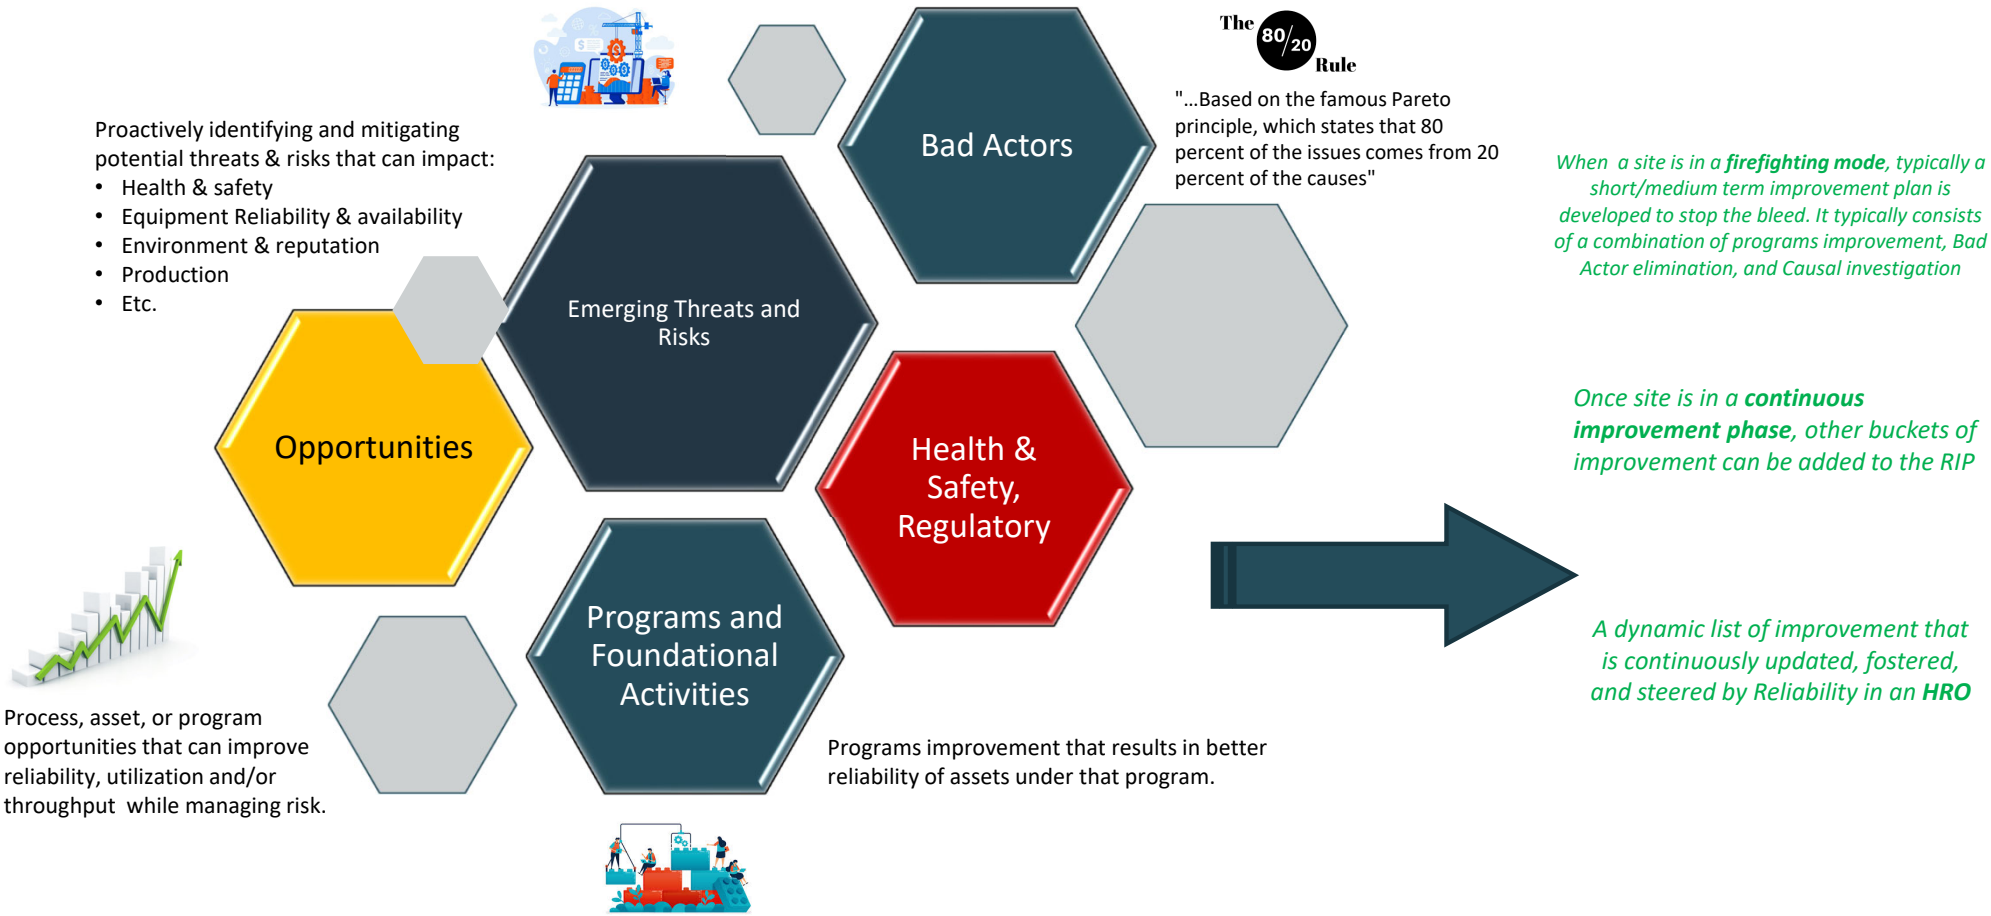 The 80/20 Rule
"...Based on the famous Pareto
principle, which states that 80
percent of the issues comes from 20
percent of the causes"
Bad Actors
Proactively identifying and mitigating
potential threats & risks that can impact:
• Health & safety
• Equipment Reliability & availability
• Environment & reputation
• Production
• Etc.
When a site is in a firefighting mode, typically a
short/medium term improvement plan is
developed to stop the bleed. It typically consists
of a combination of programs improvement, Bad
Actor elimination, and Causal investigation
Emerging Threats and
Risks
Opportunities
Health &
Safety,
Regulatory
Once site is in a continuous
improvement phase, other buckets of
improvement can be added to the RIP
Programs and
Foundational
Activities
A dynamic list of improvement that
is continuously updated, fostered,
and steered by Reliability in an HRO
Process, asset, or program
opportunities that can improve
reliability, utilization and/or
throughput while managing risk.
Programs improvement that results in better
reliability of assets under that program.